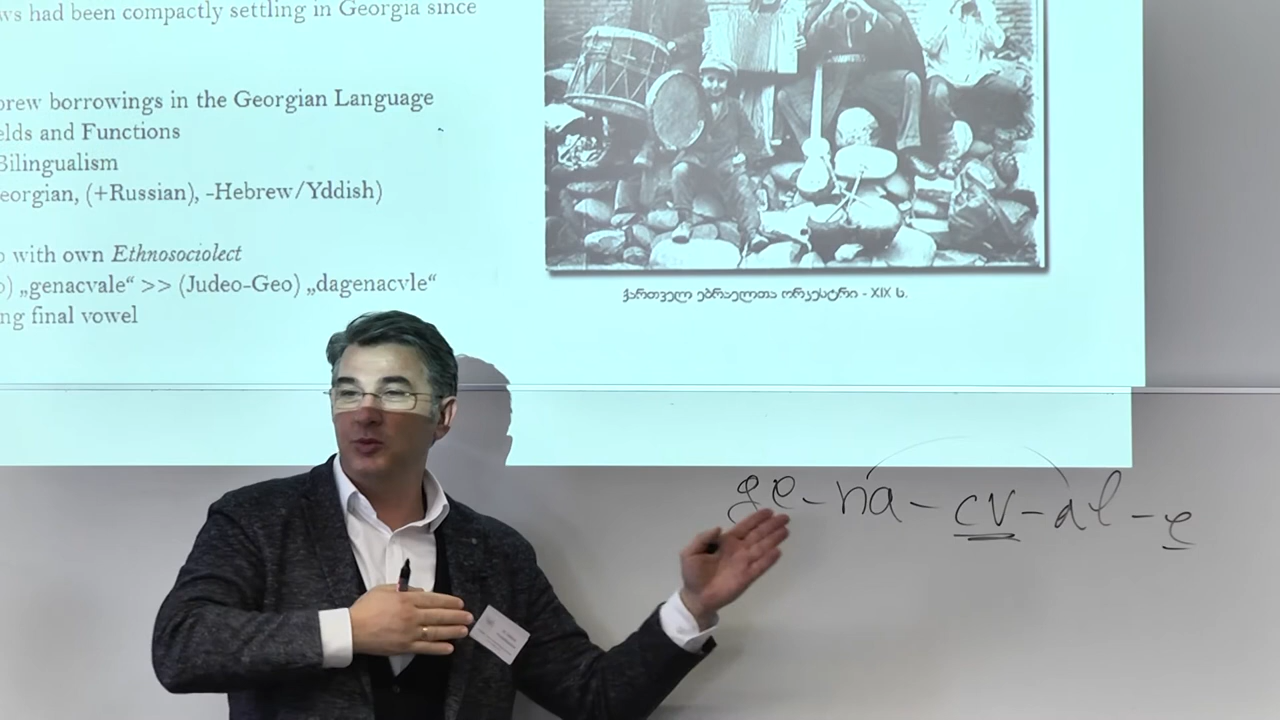 ws had been compactly settling in Georgia since
brew borrowings in the Georgian Language
elds and Functions
Bilingualism
eorgian, (+Russian), -Hebrew/Yddish)
o with own Ethnosociolect
o) „genacvale“ >> (Judeo-Geo) „dagenacvle“
ng final vowel
ქართველ ებრაელთა ორკესტრი - XIX ს.
ge-na-cv-al-e